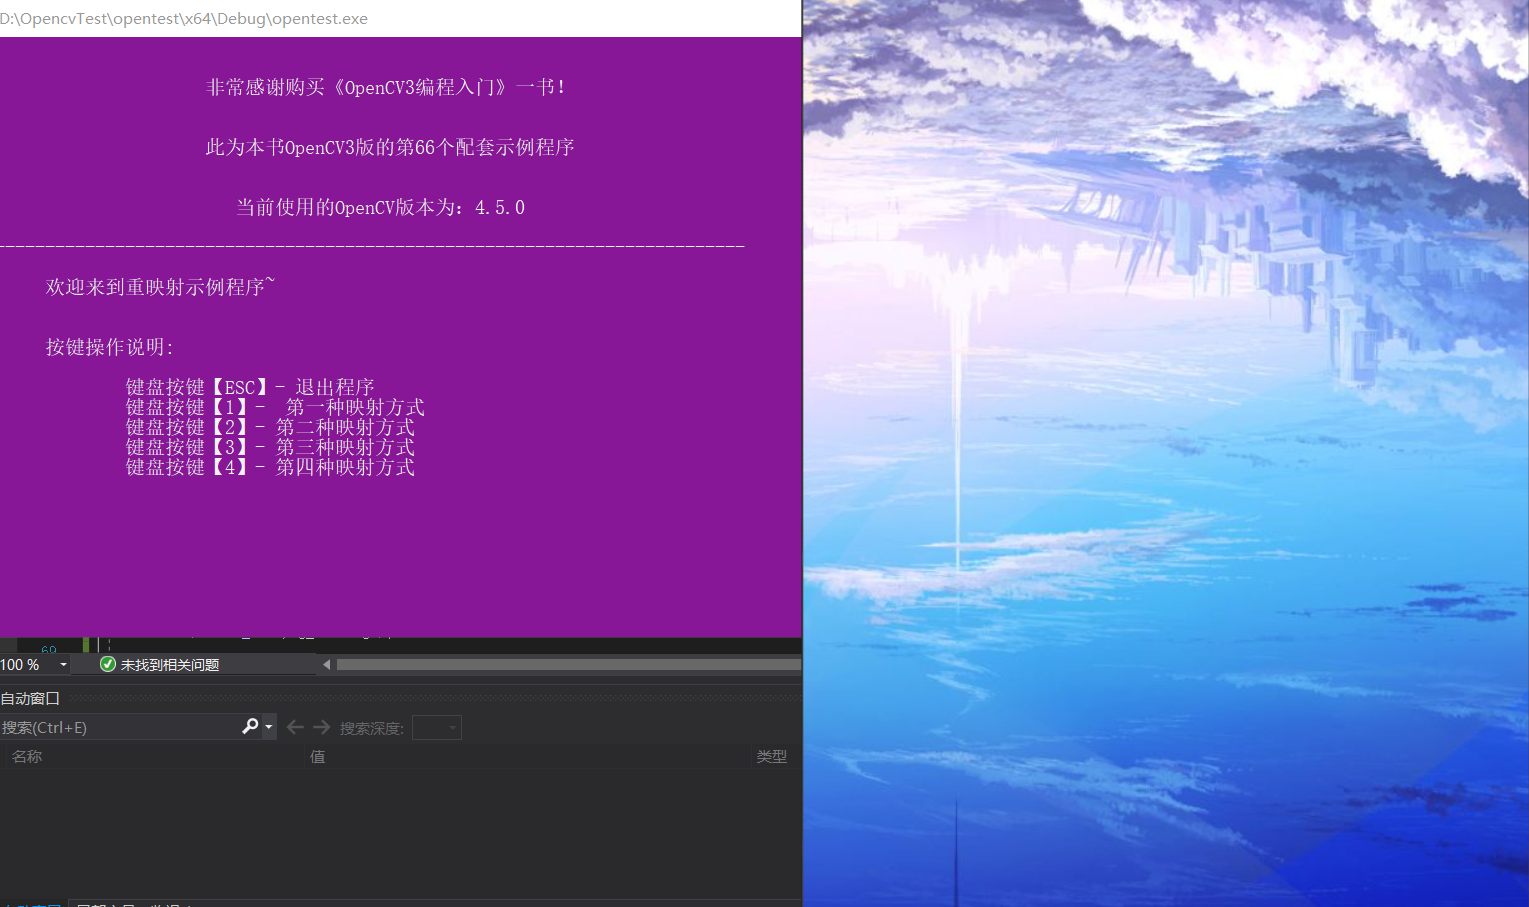 D:\OpencvTest\opentest\x64\Debug\opentest.exe
非常感谢购买《OpenCV3编程入门》一书!
此为本书OpenCV3版的第66个配套示例程序
当前使用的OpenCV版本为: 4.5.0
---------------------------------------------------------------------------
欢迎来到重映射示例程序~
按键操作说明:
键盘按键【ESC】- 退出程序
键盘按键【1】-  第一种映射方式
键盘按键【2】- 第二种映射方式
键盘按键【3】- 第三种映射方式
键盘按键【4】- 第四种映射方式
69
100 % 未找到相关问题
自动窗口
搜索(Ctrl+E) 搜索深度:
名称 值 类型